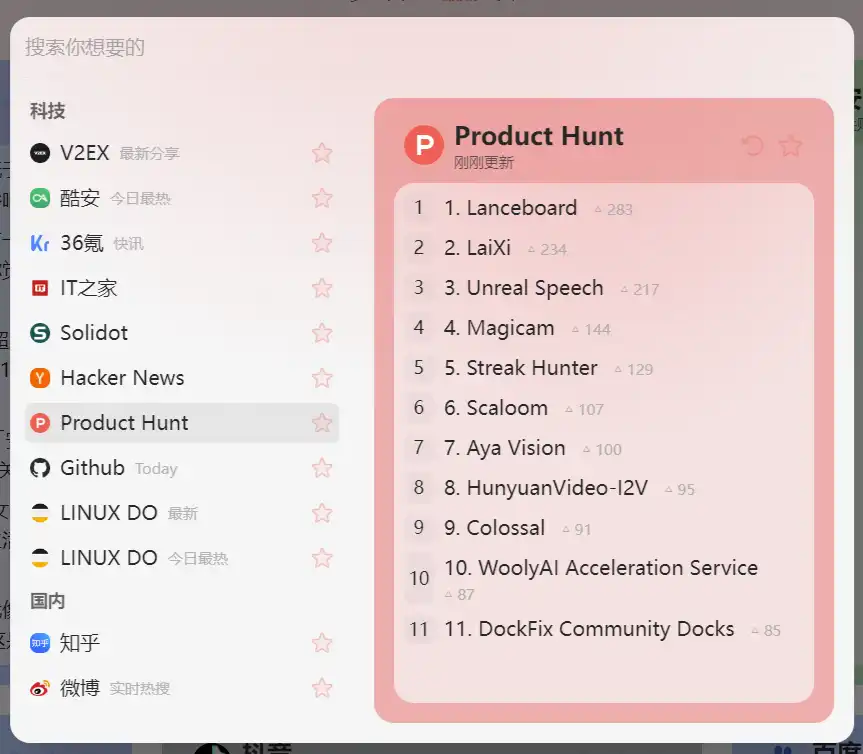 搜索你想要的
科技
V2EX 最新分享
酷安 今日最热
36氪 快讯
IT之家
Solidot
Hacker News
Product Hunt
Github Today
LINUX DO 最新
LINUX DO 今日最热
国内
知乎
微博 实时热搜
Product Hunt
刚刚更新
1 1. Lanceboard △ 283
2 2. LaiXi △ 234
3 3. Unreal Speech △ 217
4 4. Magicam △ 144
5 5. Streak Hunter △ 129
6 6. Scaloom △ 107
7 7. Aya Vision △ 100
8 8. HunyuanVideo-I2V △ 95
9 9. Colossal △ 91
10 10. WoolyAI Acceleration Service
△ 87
11 11. DockFix Community Docks △ 85